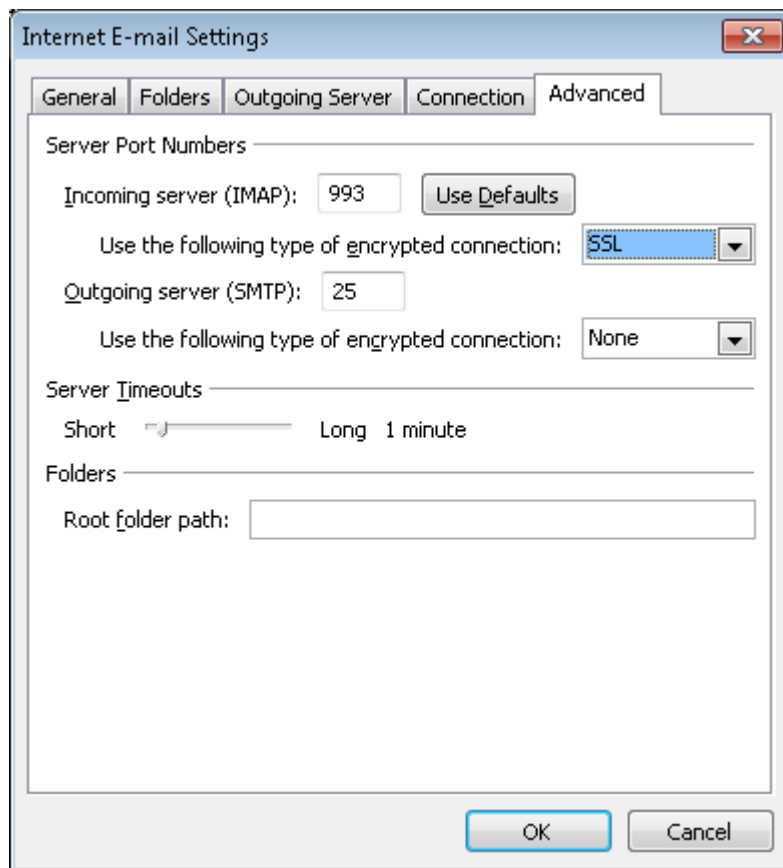 Internet E-mail Settings
General Folders Outgoing Server Connection Advanced
Server Port Numbers
Incoming server (IMAP): 993 Use Defaults
Use the following type of encrypted connection: SSL
Outgoing server (SMTP): 25
Use the following type of encrypted connection: None
Server Timeouts
Short Long 1 minute
Folders
Root folder path:
OK Cancel